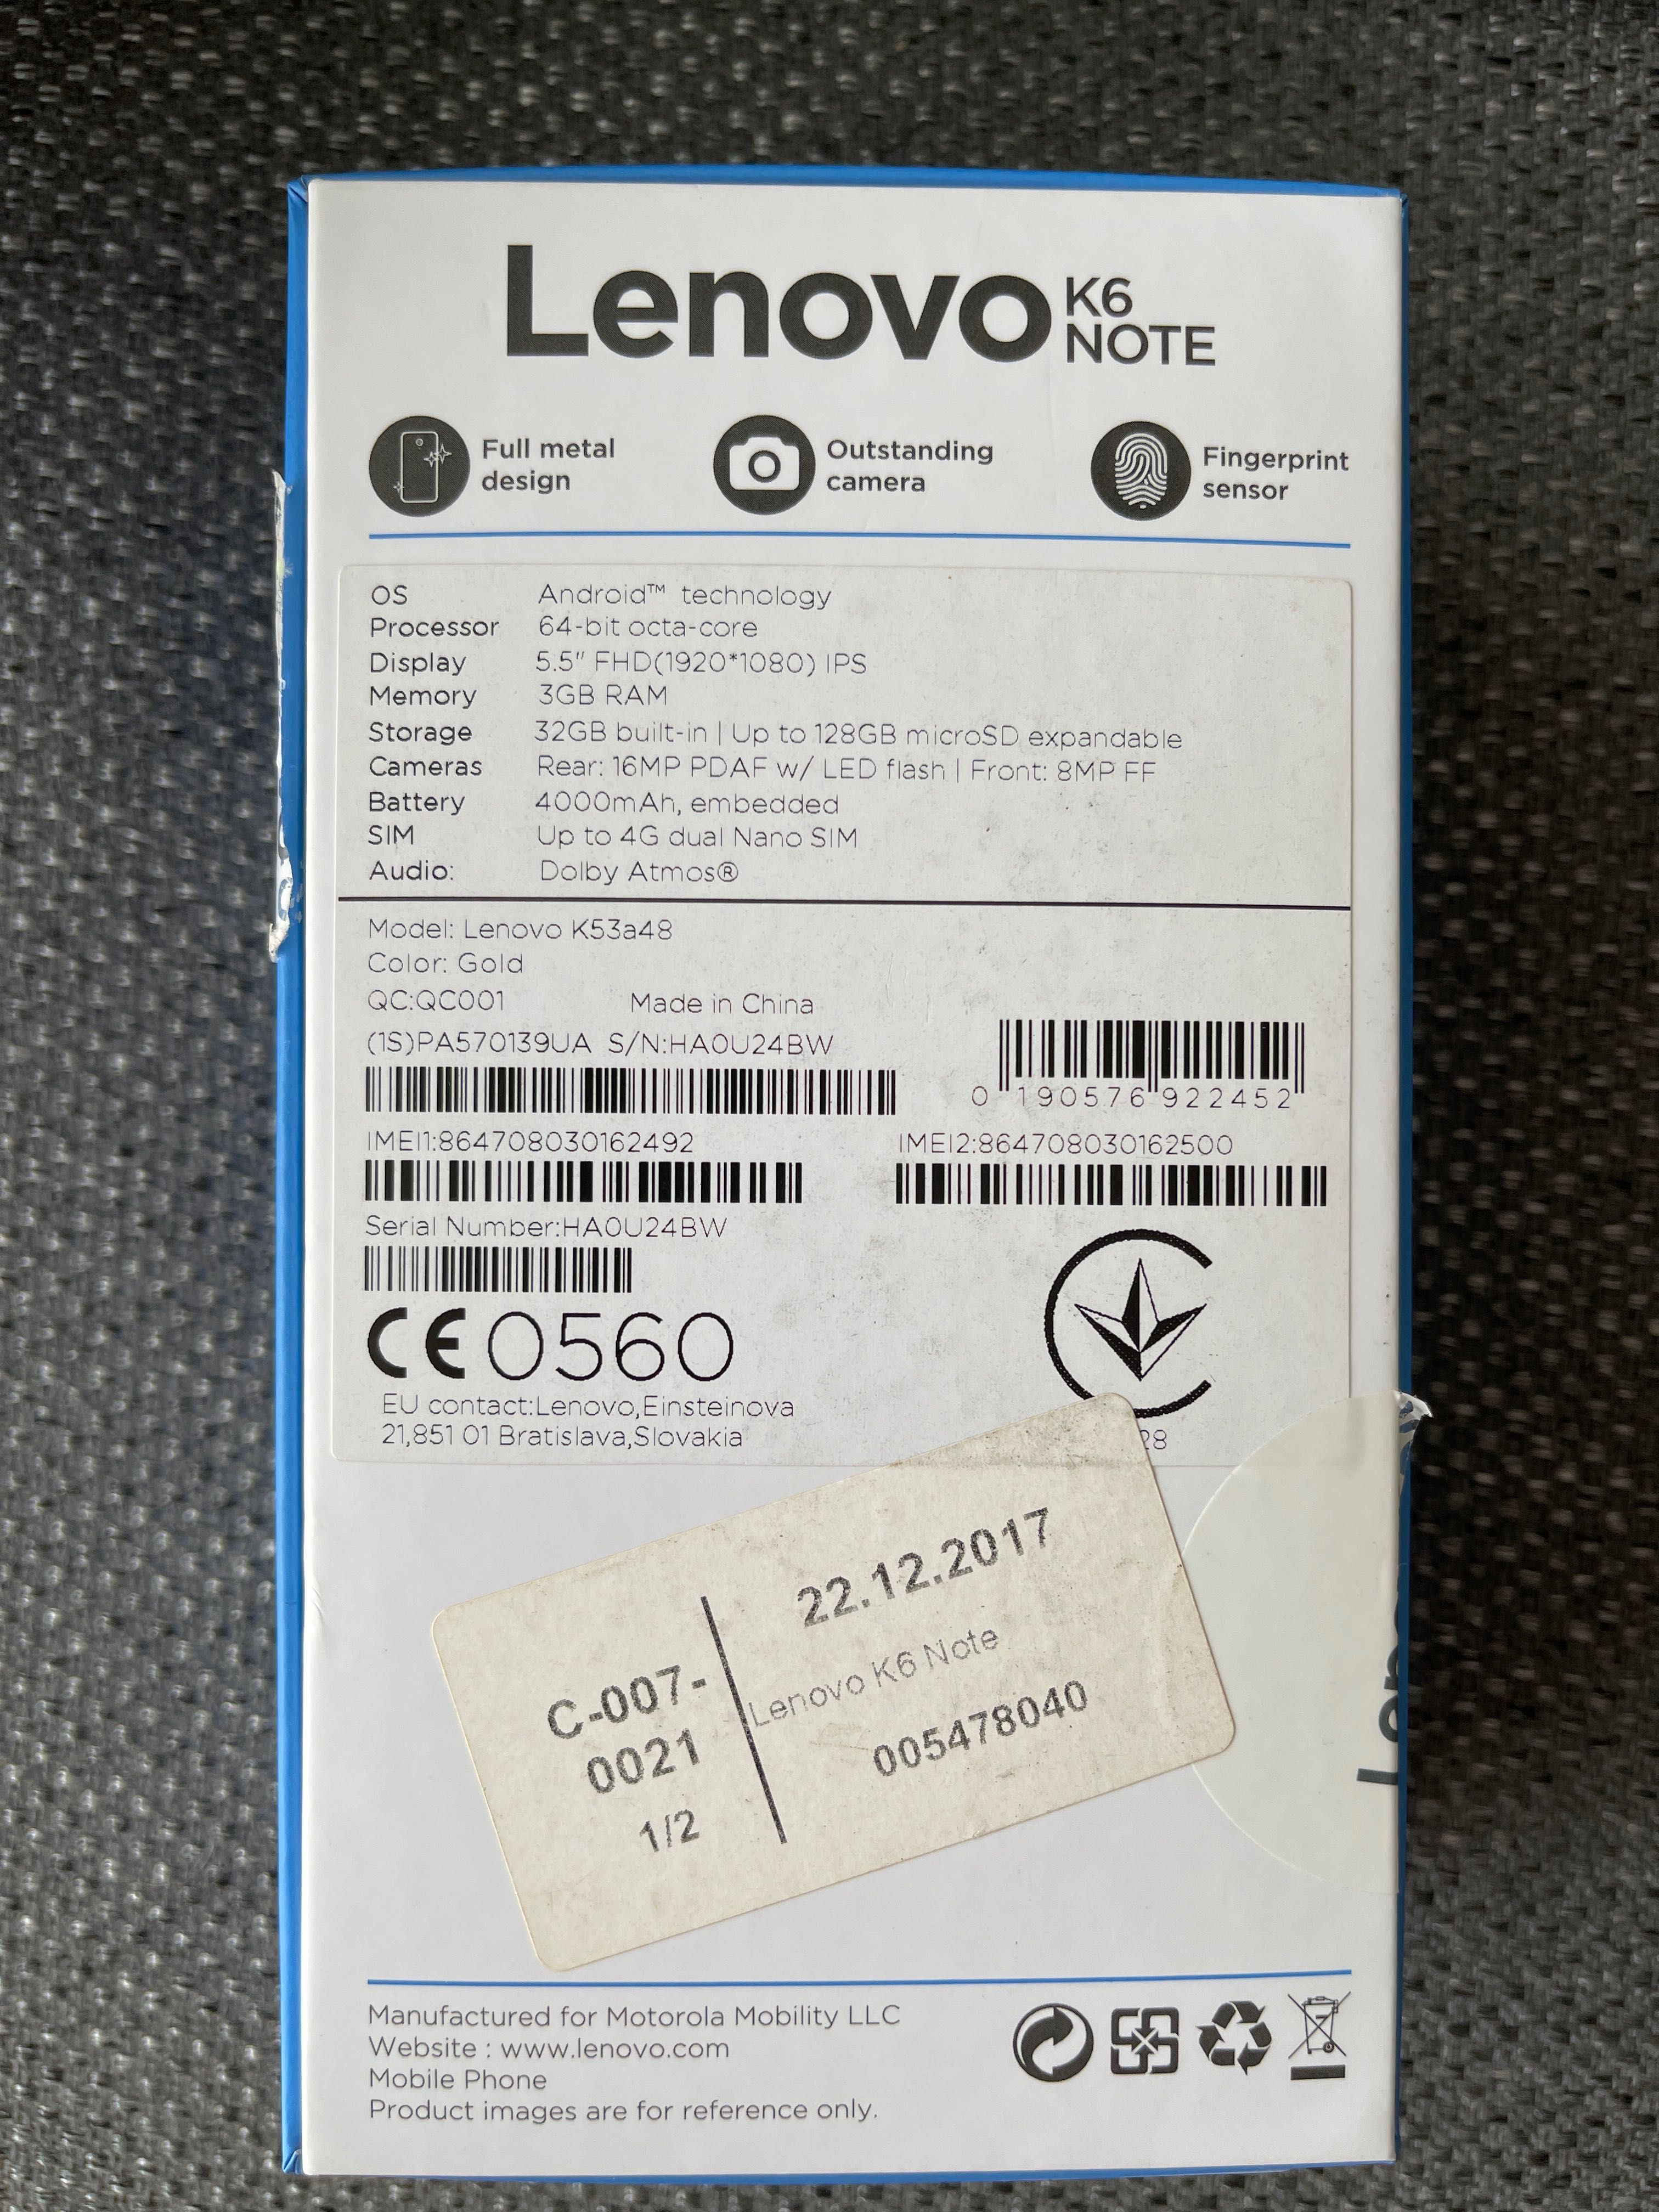 Lenovo K6 NOTE
Full metal design
Outstanding camera
Fingerprint sensor
OS Android™ technology
Processor 64-bit octa-core
Display 5.5" FHD(1920*1080) IPS
Memory 3GB RAM
Storage 32GB built-in | Up to 128GB microSD expandable
Cameras Rear: 16MP PDAF w/ LED flash | Front: 8MP FF
Battery 4000mAh, embedded
SIM Up to 4G dual Nano SIM
Audio: Dolby Atmos®
Model: Lenovo K53a48
Color: Gold
QC:QC001 Made in China
(1S)PA570139UA S/N:HA0U24BW
0 190576 922452
IMEI1:864708030162492
IMEI2:864708030162500
Serial Number:HA0U24BW
CE0560
EU contact:Lenovo,Einsteinova
21,851 01 Bratislava,Slovakia
28
22.12.2017
C-007-
0021
1/2
Lenovo K6 Note
005478040
Manufactured for Motorola Mobility LLC
Website : www.lenovo.com
Mobile Phone
Product images are for reference only.